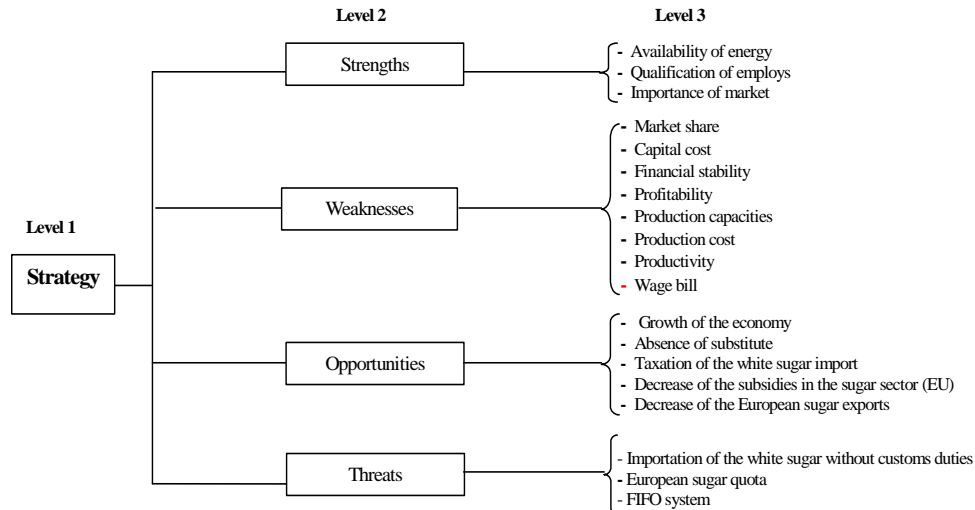 Level 2
Level 3
Strengths
- Availability of energy
- Qualification of employs
- Importance of market
Weaknesses
- Market share
- Capital cost
- Financial stability
- Profitability
- Production capacities
- Production cost
- Productivity
- Wage bill
Level 1
Strategy
Opportunities
- Growth of the economy
- Absence of substitute
- Taxation of the white sugar import
- Decrease of the subsidies in the sugar sector (EU)
- Decrease of the European sugar exports
Threats
- Importation of the white sugar without customs duties
- European sugar quota
- FIFO system